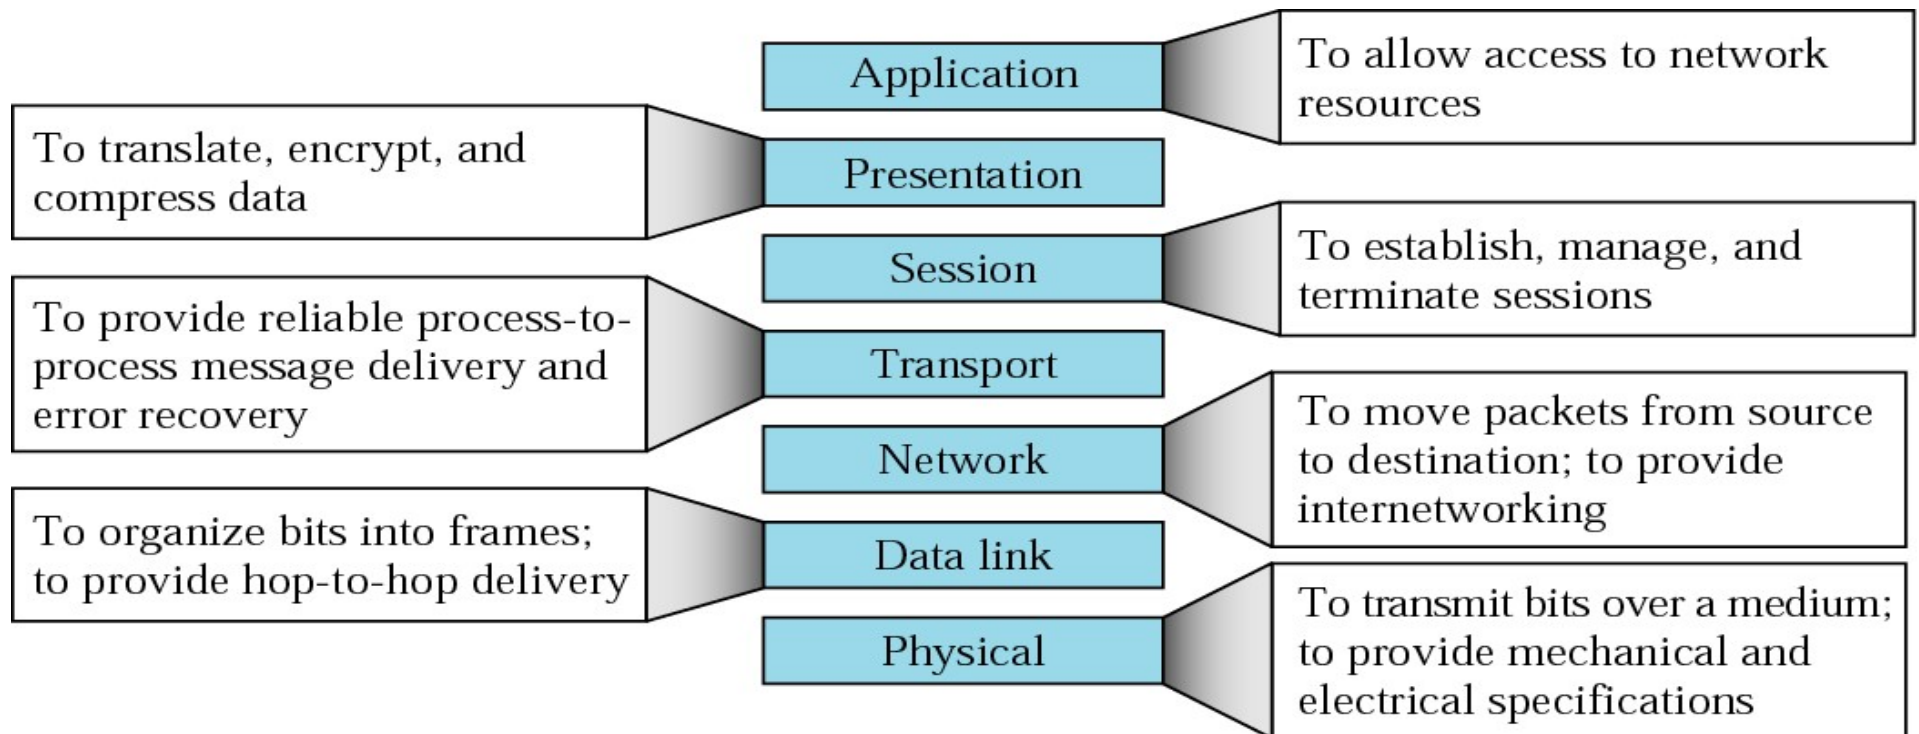 Application
To allow access to network
resources
To translate, encrypt, and
compress data
Presentation
Session
To establish, manage, and
terminate sessions
To provide reliable process-to-
process message delivery and
error recovery
Transport
Network
To move packets from source
to destination; to provide
internetworking
To organize bits into frames;
to provide hop-to-hop delivery
Data link
Physical
To transmit bits over a medium;
to provide mechanical and
electrical specifications